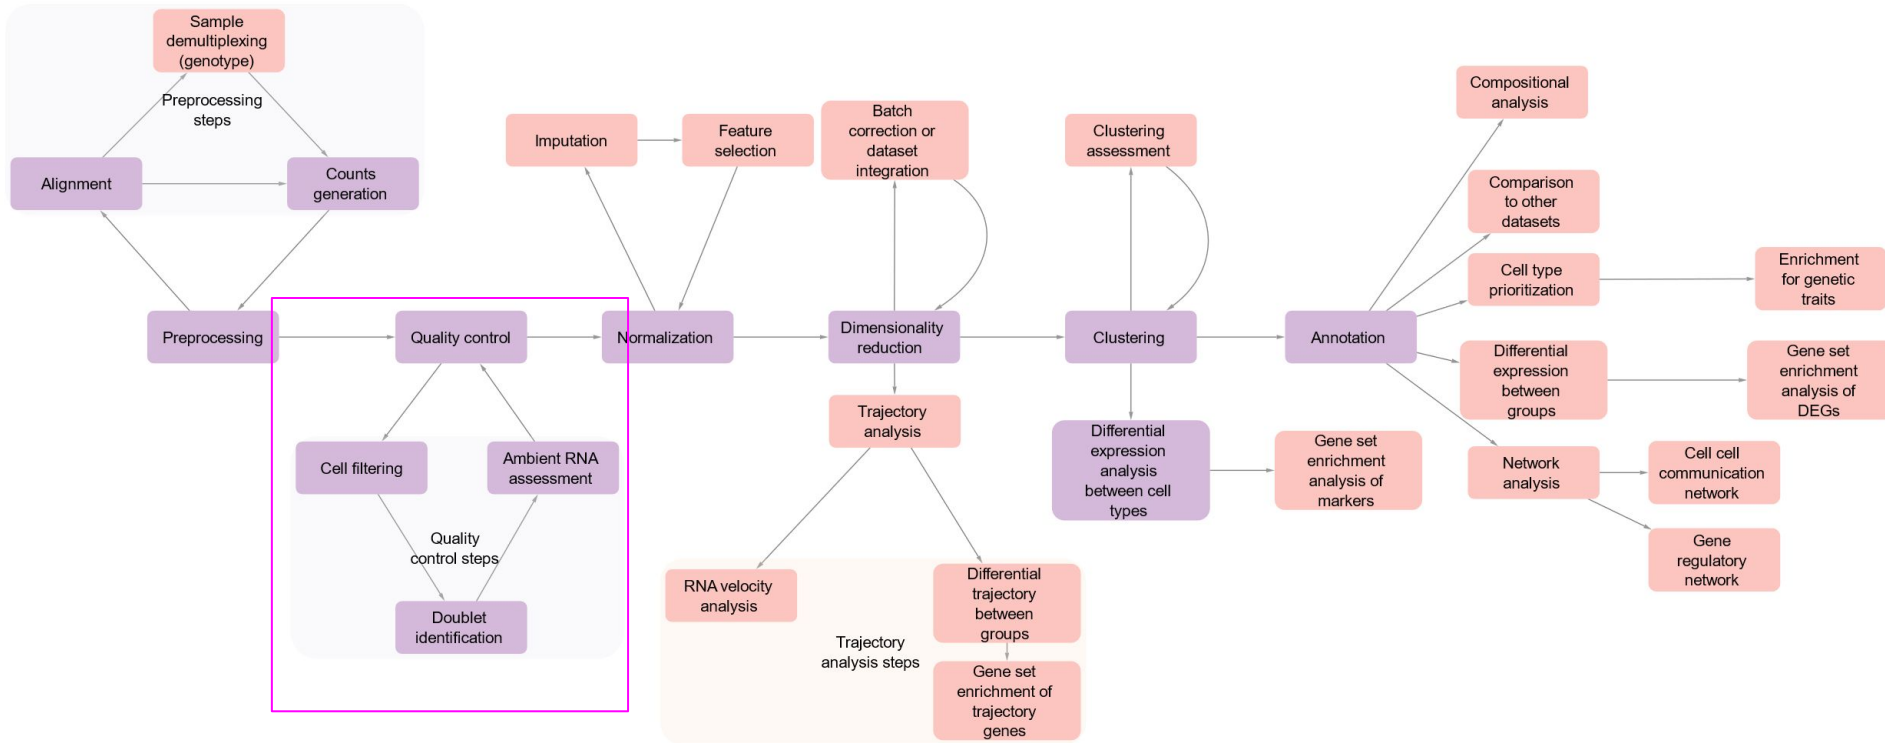 Sample
demultiplexing
(genotype)
Preprocessing
steps
Alignment
Counts
generation
Imputation
Feature
selection
Batch
correction or
dataset
integration
Clustering
assessment
Compositional
analysis
Comparison
to other
datasets
Cell type
prioritization
Enrichment
for genetic
traits
Preprocessing
Quality control
Normalization
Dimensionality
reduction
Clustering
Annotation
Differential
expression
between
groups
Gene set
enrichment
analysis of
DEGs
Trajectory
analysis
Differential
expression
analysis
between cell
types
Gene set
enrichment
analysis of
markers
Network
analysis
Cell cell
communication
network
Gene
regulatory
network
Cell filtering
Ambient RNA
assessment
Quality
control steps
Doublet
identification
RNA velocity
analysis
Differential
trajectory
between
groups
Trajectory
analysis steps
Gene set
enrichment of
trajectory
genes